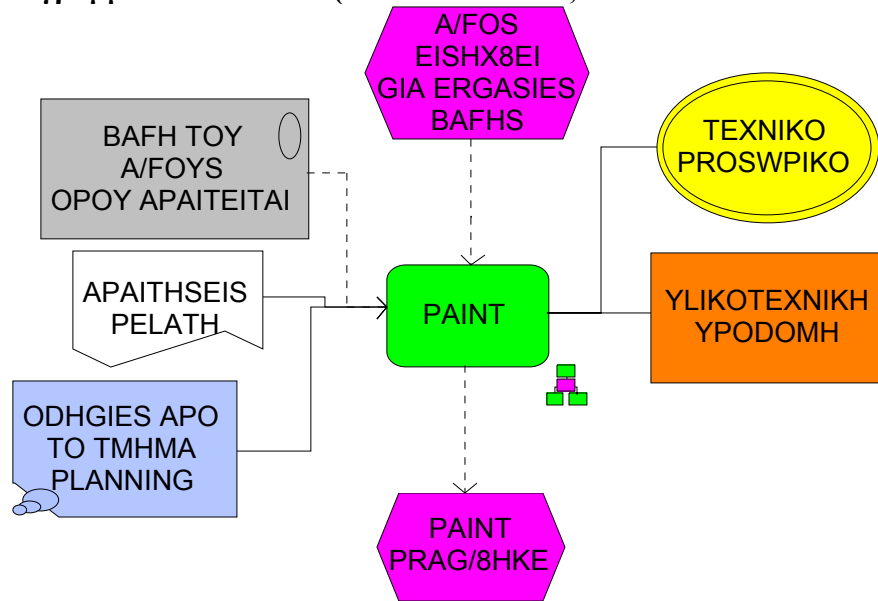 A/FOS
EISHX8EI
GIA ERGASIES
BAFHS
BAFH TOY
A/FOYS
OPOY APAITEITAI
TEXNIKO
PROSWPIKO
APAITHSEIS
PELATH
PAINT
YLIKOTEXNIKH
YPODOMH
ODHGIES APO
TO TMHMA
PLANNING
PAINT
PRAG/8HKE